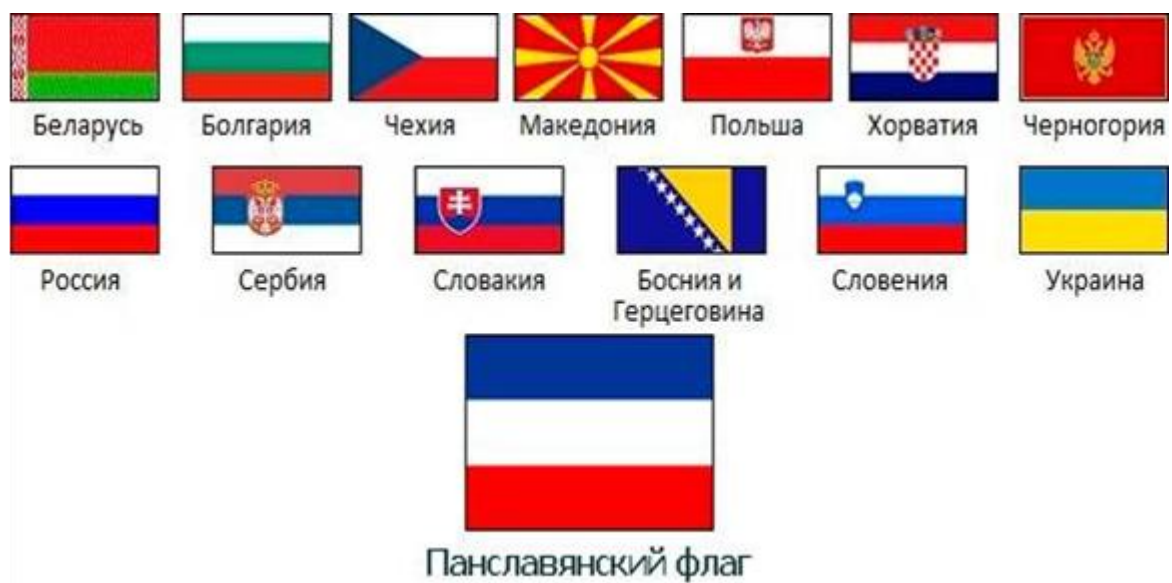 Беларусь Болгария Чехия Македония Польша Хорватия Черногория
Россия Сербия Словакия Босния и Герцеговина Словения Украина
Панславянский флаг